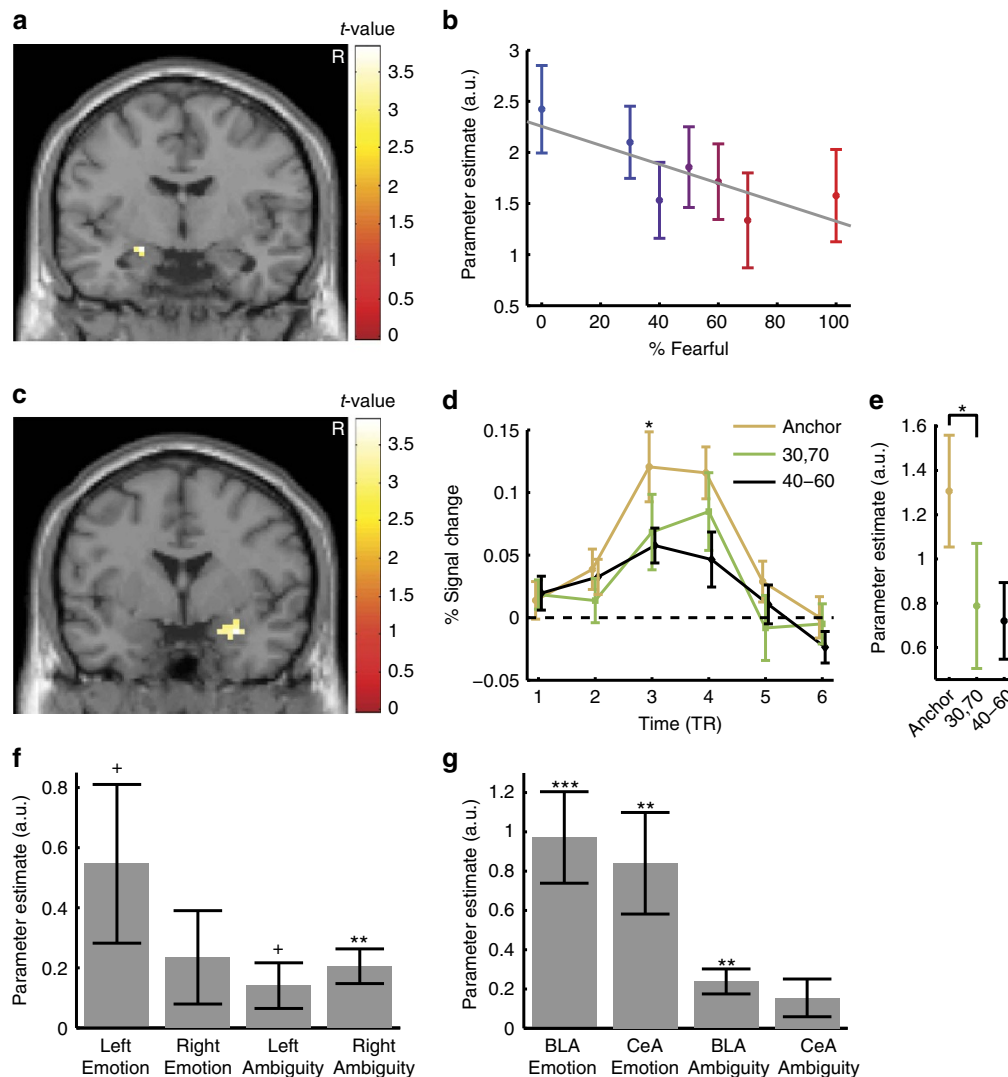 a
t-value
R
3.5
3
2.5
2
1.5
1
0.5
0
b
Parameter estimate (a.u.)
3
2.5
2
1.5
1
0.5
0 20 40 60 80 100
% Fearful
c
t-value
R
3.5
3
2.5
2
1.5
1
0.5
0
d
% Signal change
0.15
0.1
0.05
0
−0.05
*
Anchor
30,70
40–60
1 2 3 4 5 6
Time (TR)
e
Parameter estimate (a.u.)
1.6
1.4
1.2
1
0.8
0.6
*
Anchor
30,70
40–60
f
Parameter estimate (a.u.)
0.8
0.6
0.4
0.2
0
+
+
**
Left Right Left Right
Emotion Emotion Ambiguity Ambiguity
g
Parameter estimate (a.u.)
1.2
1
0.8
0.6
0.4
0.2
0
***
**
**
BLA CeA BLA CeA
Emotion Emotion Ambiguity Ambiguity